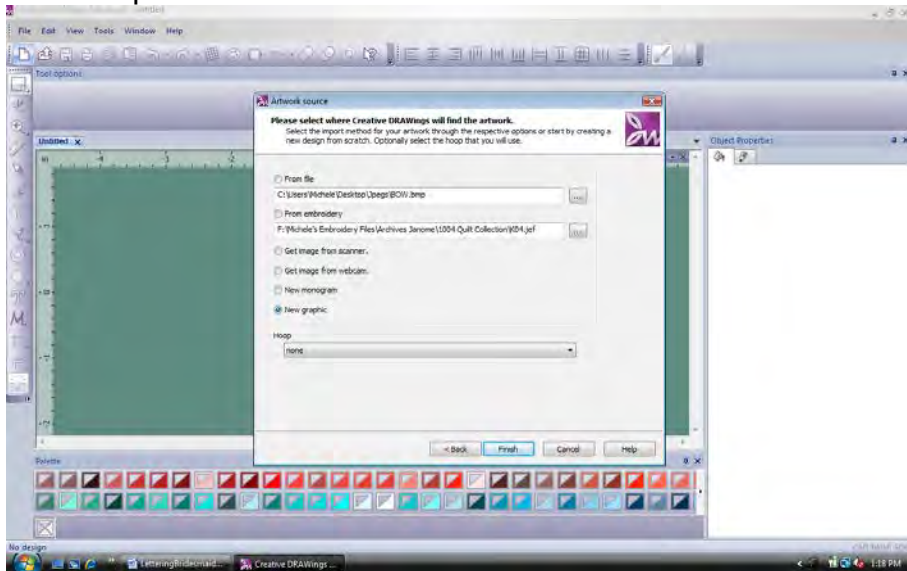 File Edit View Tools Window Help
Tool options
Artwork source
Please select where Creative DRAWings will find the artwork.
Select the import method for your artwork through the respective options or start by creating a
new design from scratch. Optionally select the hoop that you will use.
Untitled x
Object Properties
From file
C:\Users\Michele\Desktop\Jpegs\BOW.bmp
From embroidery
F:\Michele's Embroidery Files\Archives Janome\1004 Quilt Collection\K04.jef
Get image from scanner.
Get image from webcam.
New monogram
New graphic
Hoop
none
< Back Finish Cancel Help
Palette
No design
LetteringBridesmaid... Creative DRAWings ...
1:18 PM